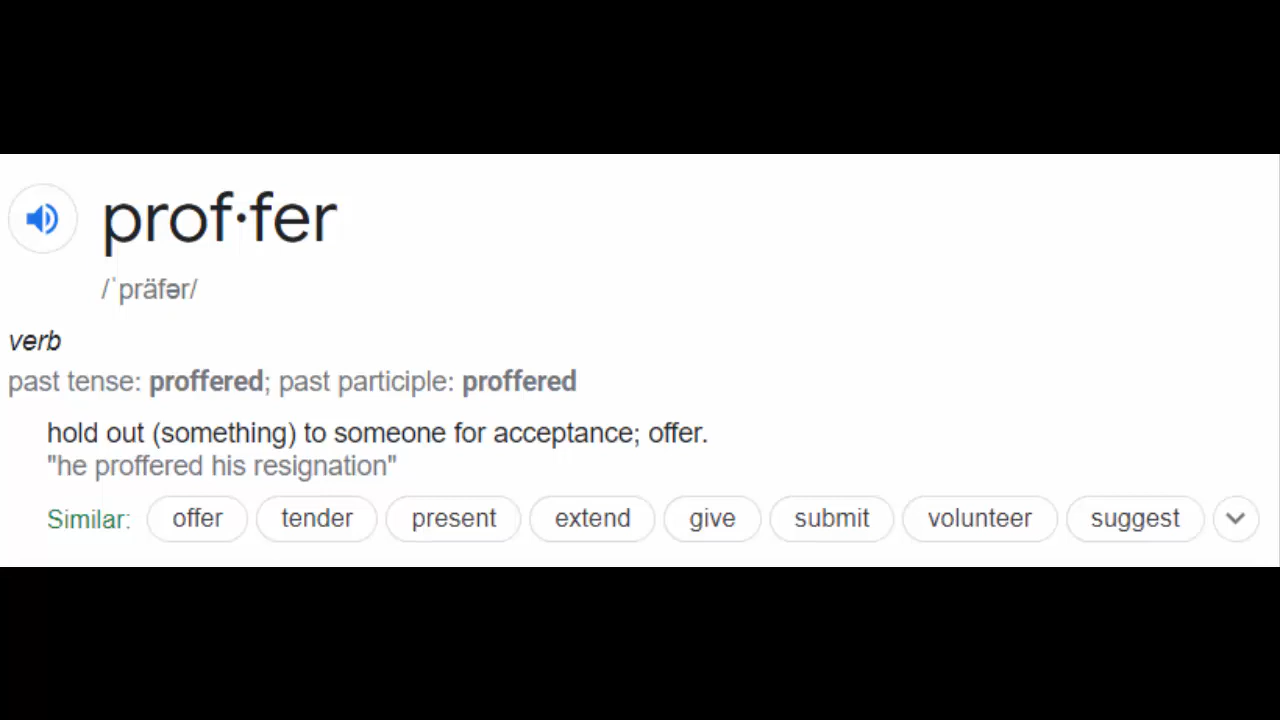 prof·fer
/ˈpräfər/
verb
past tense: proffered; past participle: proffered
hold out (something) to someone for acceptance; offer.
"he proffered his resignation"
Similar: offer tender present extend give submit volunteer suggest